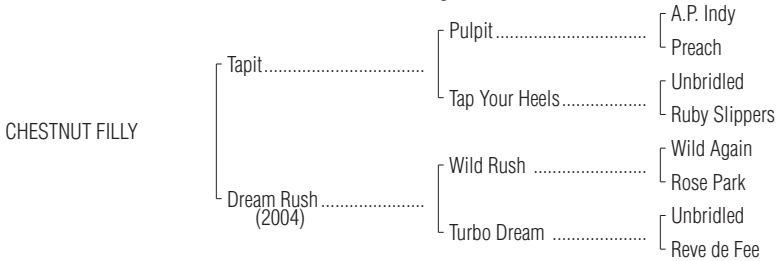 A.P. Indy
Pulpit................................
Preach
Tapit..................................
Unbridled
Tap Your Heels..................
Ruby Slippers
CHESTNUT FILLY
Wild Again
Wild Rush ........................
Rose Park
Dream Rush......................
(2004)
Unbridled
Turbo Dream ....................
Reve de Fee